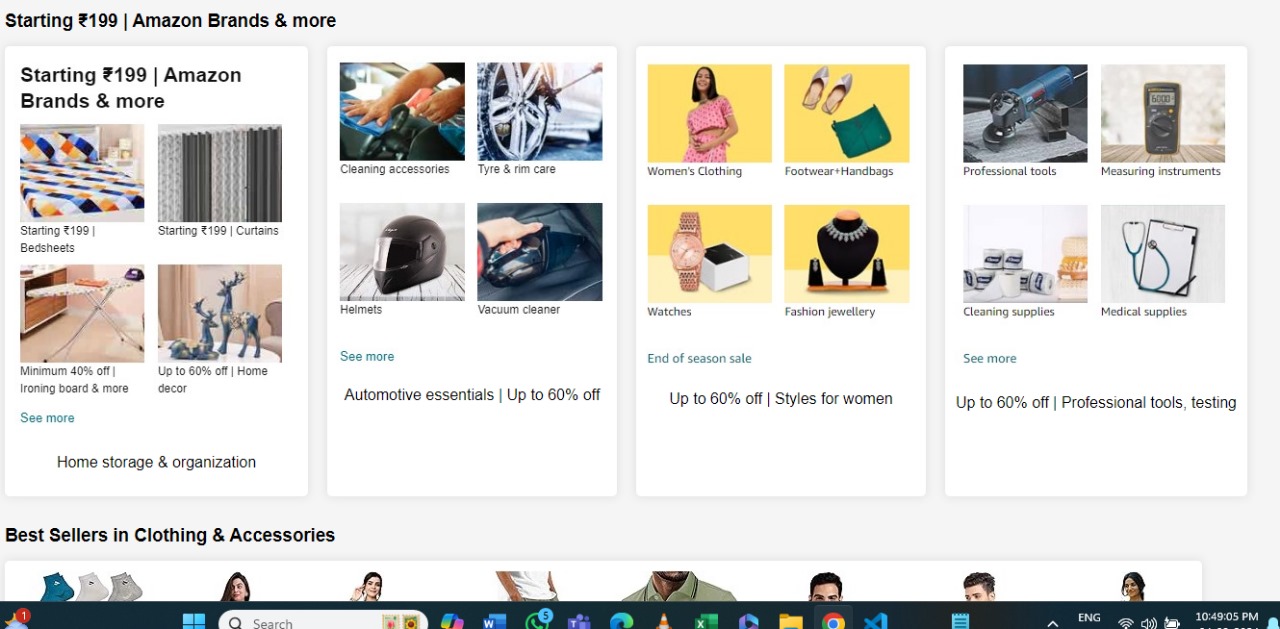 Starting ₹199 | Amazon Brands & more
Starting ₹199 | Amazon
Brands & more
Starting ₹199 |
Bedsheets
Starting ₹199 | Curtains
Minimum 40% off |
Ironing board & more
Up to 60% off | Home
decor
See more
Home storage & organization
Cleaning accessories
Tyre & rim care
Helmets
Vacuum cleaner
See more
Automotive essentials | Up to 60% off
Women's Clothing
Footwear+Handbags
Watches
Fashion jewellery
End of season sale
Up to 60% off | Styles for women
6000
Professional tools
Measuring instruments
Cleaning supplies
Medical supplies
See more
Up to 60% off | Professional tools, testing
Best Sellers in Clothing & Accessories
1
Search
5
ENG
10:49:05 PM